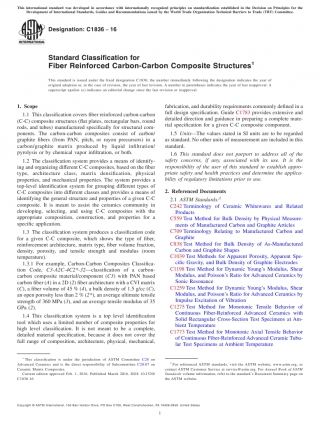 This international standard was developed in accordance with internationally recognized principles on standardization established in the Decision on Principles for the
Development of International Standards, Guides and Recommendations issued by the World Trade Organization Technical Barriers to Trade (TBT) Committee.
Designation: C1836 − 16
Standard Classification for
Fiber Reinforced Carbon-Carbon Composite Structures¹
This standard is issued under the fixed designation C1836; the number immediately following the designation indicates the year of
original adoption or, in the case of revision, the year of last revision. A number in parentheses indicates the year of last reapproval. A
superscript epsilon (ε) indicates an editorial change since the last revision or reapproval.
1. Scope
1.1 This classification covers fiber reinforced carbon-carbon
(C-C) composite structures (flat plates, rectangular bars, round
rods, and tubes) manufactured specifically for structural com-
ponents. The carbon-carbon composites consist of carbon/
graphite fibers (from PAN, pitch, or rayon precursors) in a
carbon/graphite matrix produced by liquid infiltration/
pyrolysis or by chemical vapor infiltration, or both.
1.2 The classification system provides a means of identify-
ing and organizing different C-C composites, based on the fiber
type, architecture class, matrix densification, physical
properties, and mechanical properties. The system provides a
top-level identification system for grouping different types of
C-C composites into different classes and provides a means of
identifying the general structure and properties of a given C-C
composite. It is meant to assist the ceramics community in
developing, selecting, and using C-C composites with the
appropriate composition, construction, and properties for a
specific application.
1.3 The classification system produces a classification code
for a given C-C composite, which shows the type of fiber,
reinforcement architecture, matrix type, fiber volume fraction,
density, porosity, and tensile strength and modulus (room
temperature).
1.3.1 For example, Carbon-Carbon Composites Classifica-
tion Code,
composite material/component (C3) with PAN based
carbon fiber (A) in a 2D (2) fiber architecture with a CVI matrix
(C), a fiber volume of 45 % (4), a bulk density of 1.5 g/cc (C),
an open porosity less than 2 % (2*), an average ultimate tensile
strength of 360 MPa (3), and an average tensile modulus of 35
GPa (2).
1.4 This classification system is a top level identification
tool which uses a limited number of composite properties for
high level classification. It is not meant to be a complete,
detailed material specification, because it does not cover the
full range of composition, architecture, physical, mechanical,
fabrication, and durability requirements commonly defined in a
full design specification. Guide C1783 provides extensive and
detailed direction and guidance in preparing a complete mate-
rial specification for a given C-C composite component.
1.5 Units—The values stated in SI units are to be regarded
as standard. No other units of measurement are included in this
standard.
1.6 This standard does not purport to address all of the
safety concerns, if any, associated with its use. It is the
responsibility of the user of this standard to establish appro-
priate safety and health practices and determine the applica-
bility of regulatory limitations prior to use.
2. Referenced Documents
2.1 ASTM Standards:²
C242 Terminology of Ceramic Whitewares and Related
Products
C559 Test Method for Bulk Density by Physical Measure-
ments of Manufactured Carbon and Graphite Articles
C709 Terminology Relating to Manufactured Carbon and
Graphite
C838 Test Method for Bulk Density of As-Manufactured
Carbon and Graphite Shapes
C1039 Test Methods for Apparent Porosity, Apparent Spe-
cific Gravity, and Bulk Density of Graphite Electrodes
C1198 Test Method for Dynamic Young's Modulus, Shear
Modulus, and Poisson's Ratio for Advanced Ceramics by
Sonic Resonance
C1259 Test Method for Dynamic Young's Modulus, Shear
Modulus, and Poisson's Ratio for Advanced Ceramics by
Impulse Excitation of Vibration
C1275 Test Method for Monotonic Tensile Behavior of
Continuous Fiber-Reinforced Advanced Ceramics with
Solid Rectangular Cross-Section Test Specimens at Am-
bient Temperature
C1773 Test Method for Monotonic Axial Tensile Behavior
of Continuous Fiber-Reinforced Advanced Ceramic Tubu-
lar Test Specimens at Ambient Temperature
¹ This classification is under the jurisdiction of ASTM Committee C28 on
Advanced Ceramics and is the direct responsibility of Subcommittee C28.07 on
Ceramic Matrix Composites.
Current edition approved Feb. 1, 2016. Published March 2016. DOI: 10.1520/
C1836-16
² For referenced ASTM standards, visit the ASTM website, www.astm.org, or
contact ASTM Customer Service at service@astm.org. For Annual Book of ASTM
Standards volume information, refer to the standard's Document Summary page on
the ASTM website.
Copyright © ASTM International, 100 Barr Harbor Drive, PO Box C700, West Conshohocken, PA 19428-2959. United States
1